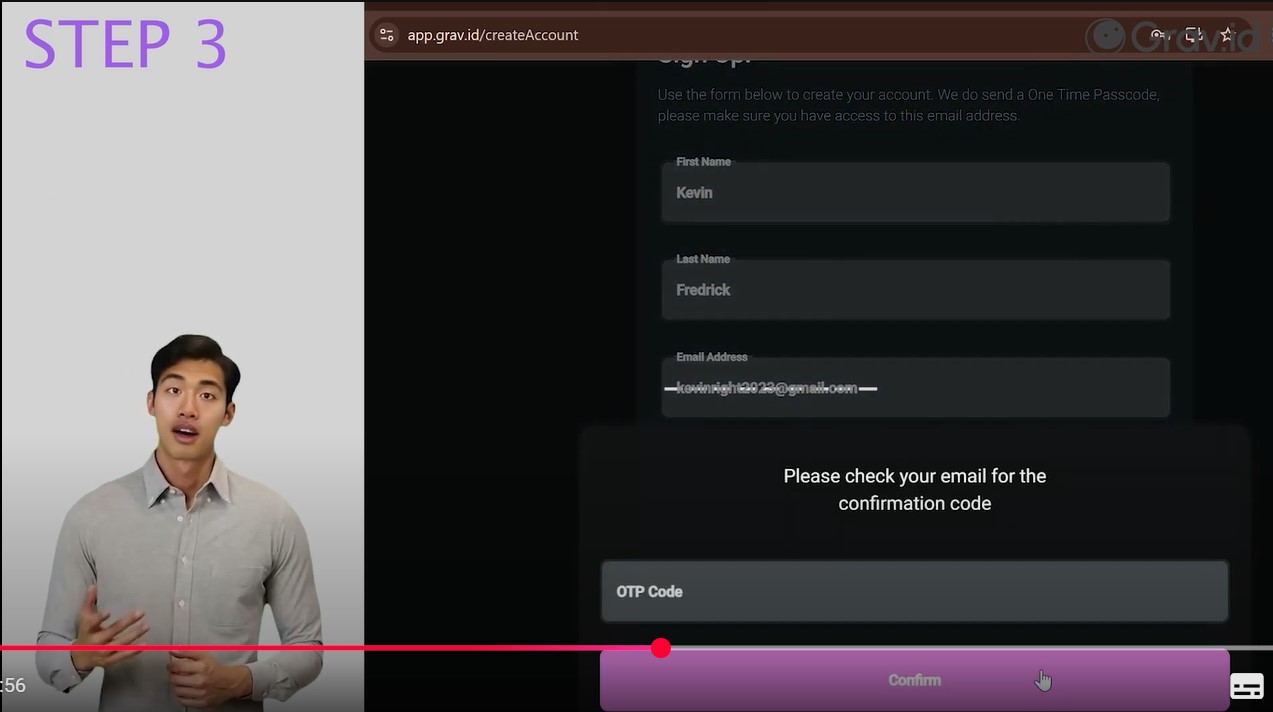 STEP 3
app.grav.id/createAccount
Grav.id
Sign Up!
Use the form below to create your account. We do send a One Time Passcode,
please make sure you have access to this email address.
First Name
Kevin
Last Name
Fredrick
Email Address
kevinright2023@gmail.com
Please check your email for the
confirmation code
OTP Code
:56
Confirm